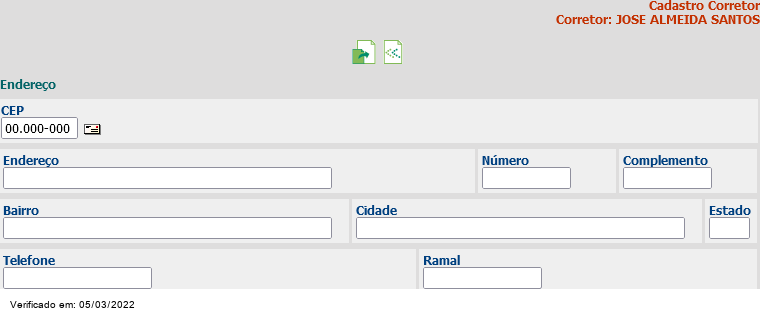 Cadastro Corretor
Corretor: JOSE ALMEIDA SANTOS
Endereço
CEP
00.000-000
Endereço Número Complemento
Bairro Cidade Estado
Telefone Ramal
Verificado em: 05/03/2022